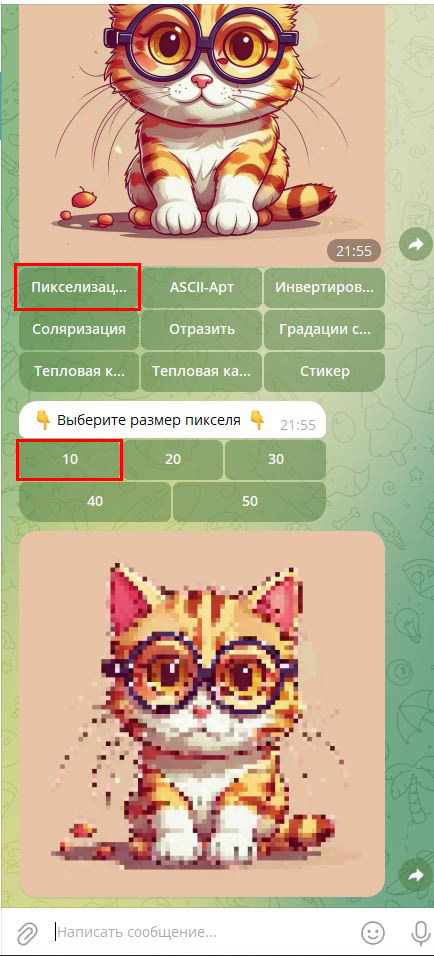 21:55
Пикселизац... ASCII-Арт Инвертиров...
Соляризация Отразить Градации с...
Тепловая к... Тепловая ка... Стикер
👇 Выберите размер пикселя 👇 21:55
10 20 30
40 50
Написать сообщение...